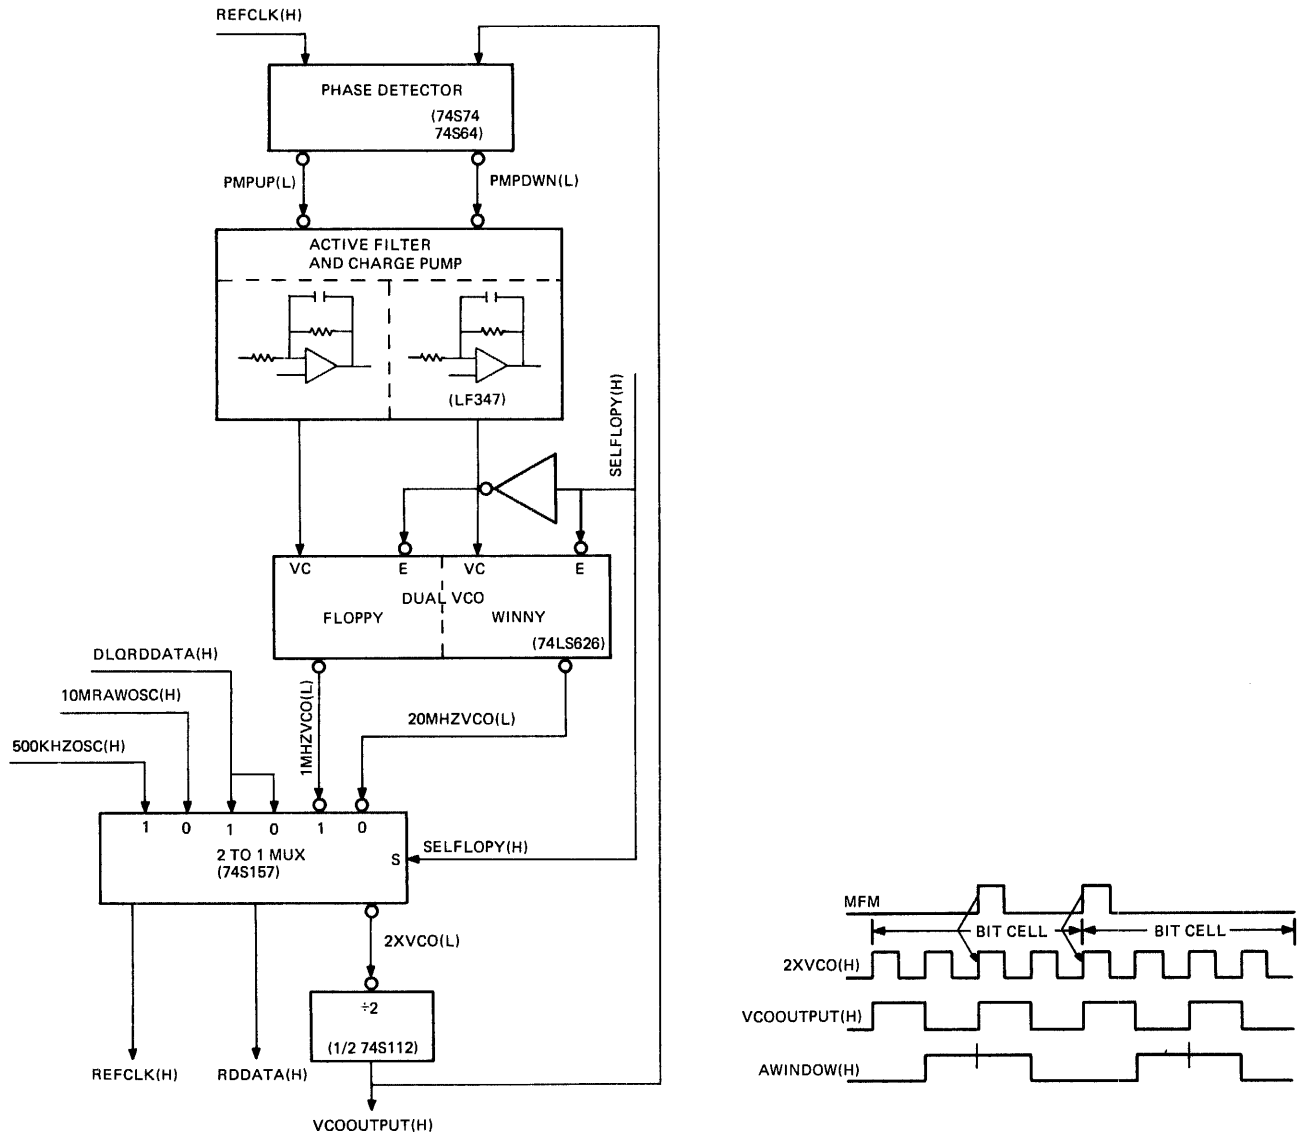 REFCLK(H)
PHASE DETECTOR
(74S74
74S64)
PMPUP(L)
PMPDWN(L)
ACTIVE FILTER
AND CHARGE PUMP
(LF347)
SELFLOPY(H)
VC
E
VC
E
DUAL VCO
FLOPPY
WINNY
(74LS626)
DLQRDDATA(H)
10MRAWOSC(H)
500KHZOSC(H)
1MHZVCO(L)
20MHZVCO(L)
1 0 1 0 1 0
2 TO 1 MUX
(74S157)
S
SELFLOPY(H)
2XVCO(L)
÷2
(1/2 74S112)
REFCLK(H)
RDDATA(H)
VCOOUTPUT(H)
MFM
BIT CELL
BIT CELL
2XVCO(H)
VCOOUTPUT(H)
AWINDOW(H)